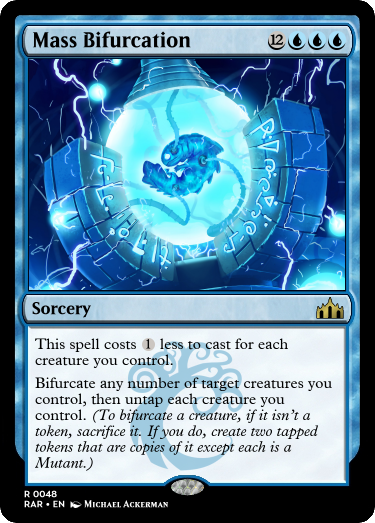 Mass Bifurcation 12
Sorcery
This spell costs 1 less to cast for each
creature you control.
Bifurcate any number of target creatures you
control, then untap each creature you
control. (To bifurcate a creature, if it isn't a
token, sacrifice it. If you do, create two tapped
tokens that are copies of it except each is a
Mutant.)
R 0048
RAR • EN Michael Ackerman